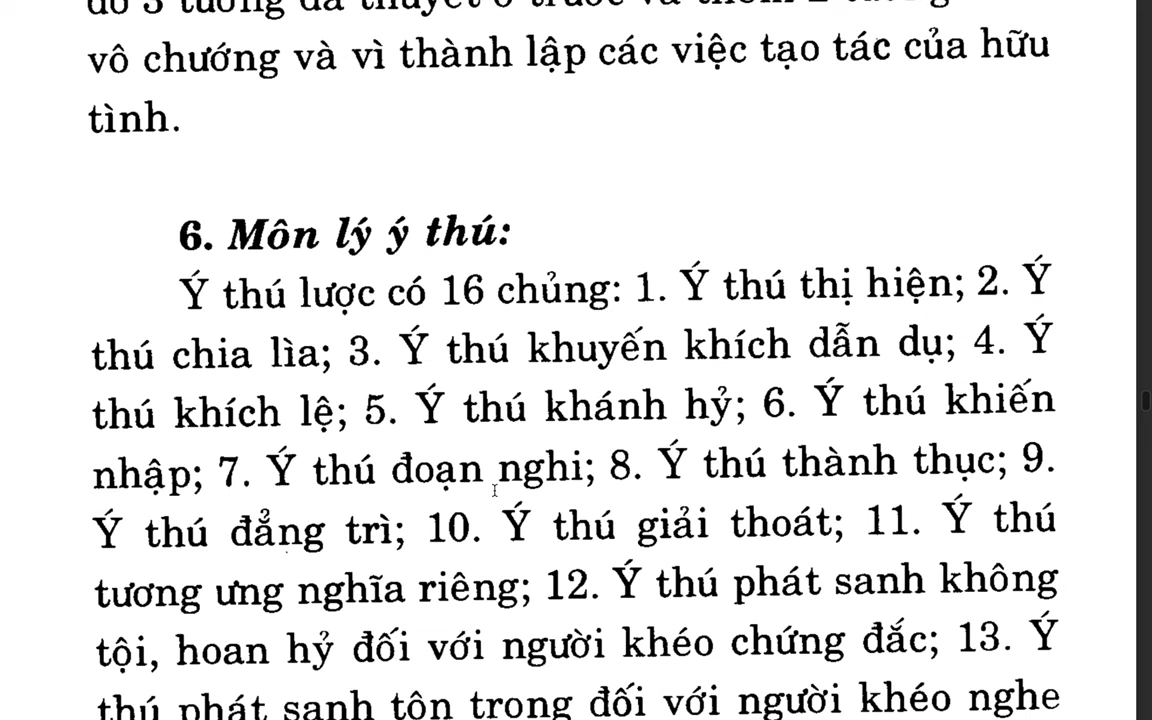 vô chướng và vì thành lập các việc tạo tác của hữu
tình.
6. Môn lý ý thú:
Ý thú lược có 16 chủng: 1. Ý thú thị hiện; 2. Ý
thú chia lìa; 3. Ý thú khuyến khích dẫn dụ; 4. Ý
thú khích lệ; 5. Ý thú khánh hỷ; 6. Ý thú khiến
nhập; 7. Ý thú đoạn nghi; 8. Ý thú thành thục; 9.
Ý thú đẳng trì; 10. Ý thú giải thoát; 11. Ý thú
tương ưng nghĩa riêng; 12. Ý thú phát sanh không
tội, hoan hỷ đối với người khéo chứng đắc; 13. Ý
thú phát sanh tôn trọng đối với người khéo nghe